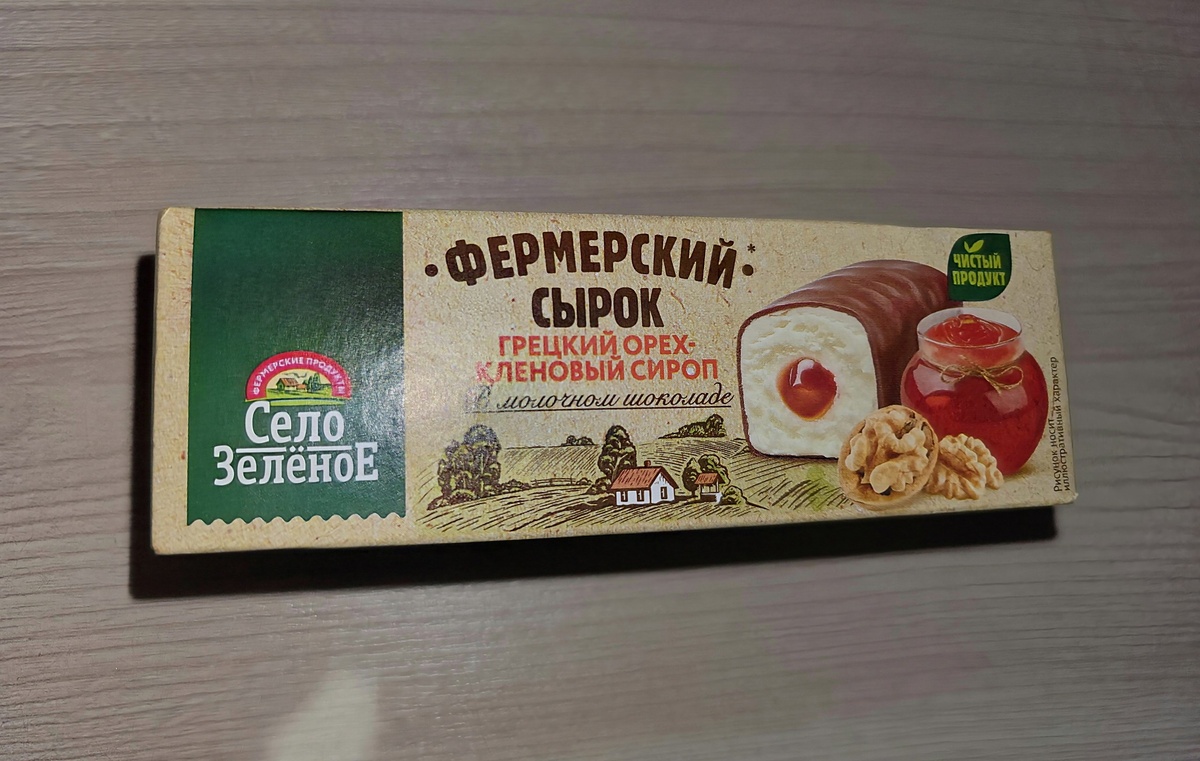 ФЕРМЕРСКИЕ ПРОДУКТЫ
Село
Зелёное
·ФЕРМЕРСКИЙ·*
СЫРОК
ГРЕЦКИЙ ОРЕХ-
КЛЕНОВЫЙ СИРОП
в молочном шоколаде
ЧИСТЫЙ
ПРОДУКТ
Рисунок носит
иллюстративный характер